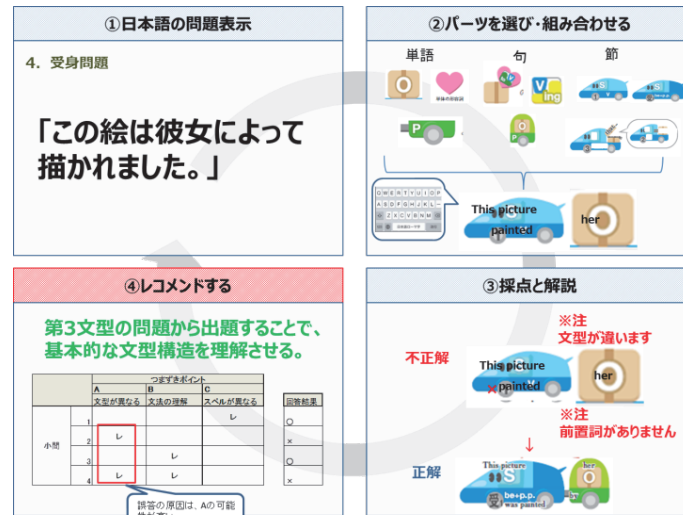 ①日本語の問題表示
4. 受身問題
「この絵は彼女によって
描かれました。」
②パーツを選び・組み合わせる
単語 句 節
O
V
ing
S
P
P
QWERTYUIOP
ASDFGHJKL
ZXCVBNM
This picture
S
painted
her
O
③採点と解説
※注
文型が違います
不正解
This picture
S
×painted
her
O
※注
前置詞がありません
↓
正解
This picture
S
be+p.p.
受 was painted
her
O
by
④レコメンドする
第3文型の問題から出題することで、
基本的な文型構造を理解させる。
つまずきポイント
A B C
文型が異なる 文法の理解 スペルが異なる 回答結果
小問
1 レ ○
2 レ ×
3 レ ○
4 レ レ ×
誤答の原因は、Aの可能